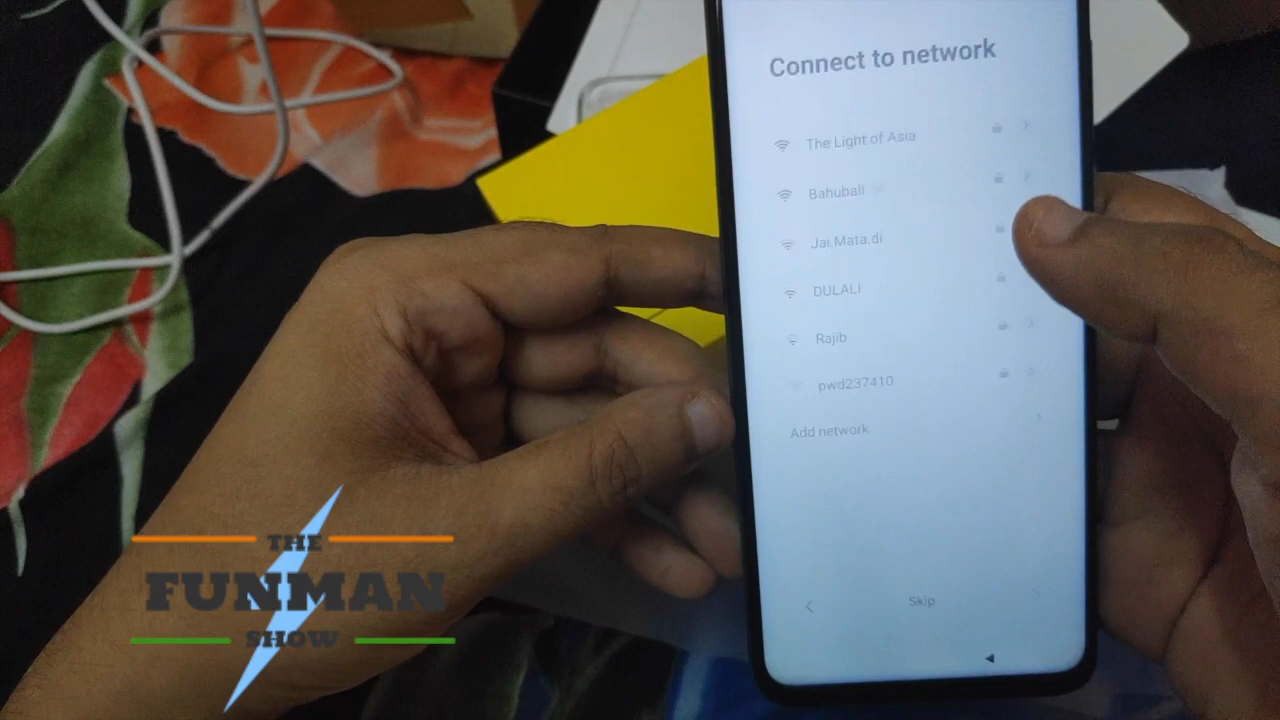 Connect to network
The Light of Asia
Bahubali
Jai.Mata.di
DULALI
Rajib
pwd237410
Add network
Skip
THE
FUNMAN
SHOW